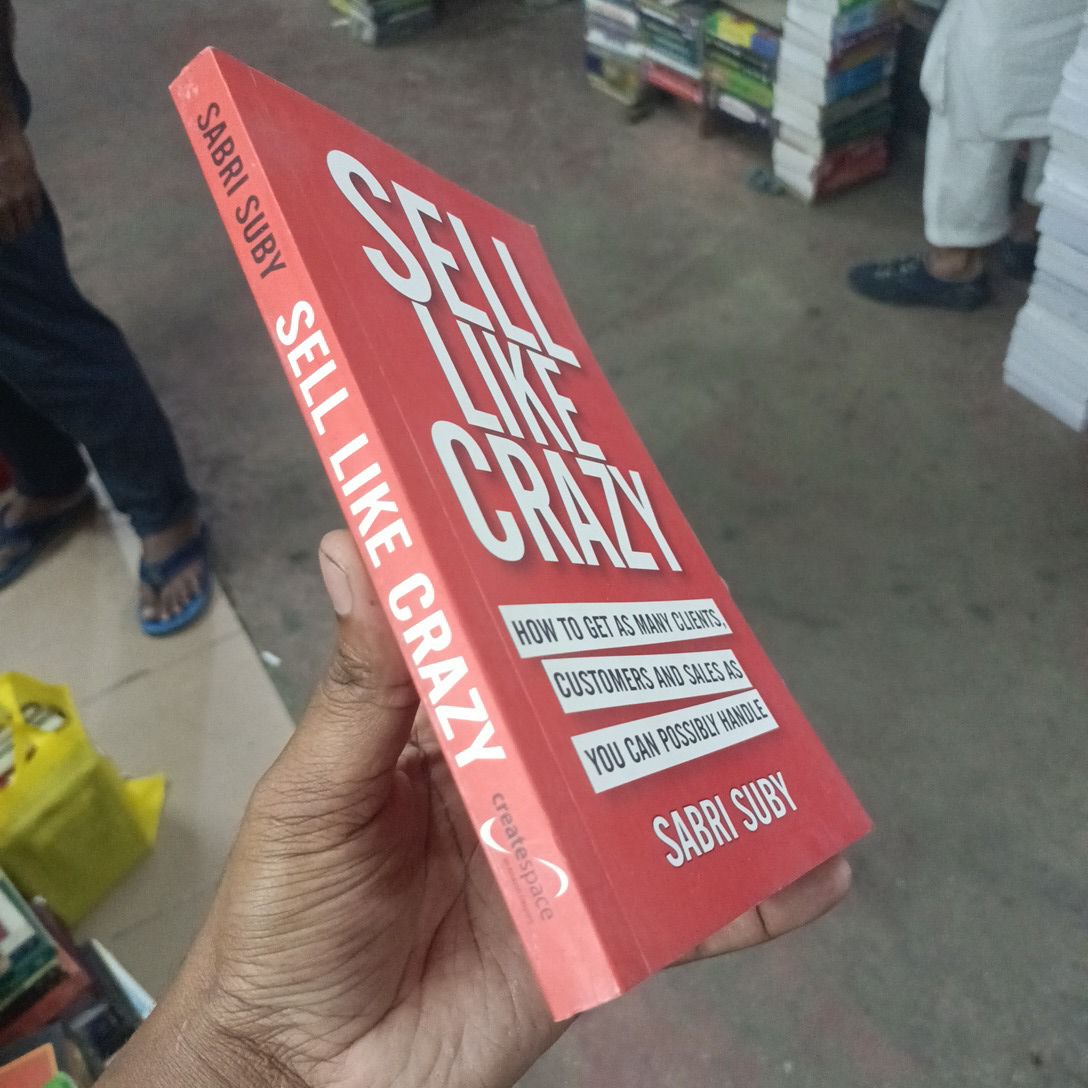 SABRI SUBY SELL LIKE CRAZY createspace
SELL
LIKE
CRAZY
HOW TO GET AS MANY CLIENTS,
CUSTOMERS AND SALES AS
YOU CAN POSSIBLY HANDLE
SABRI SUBY